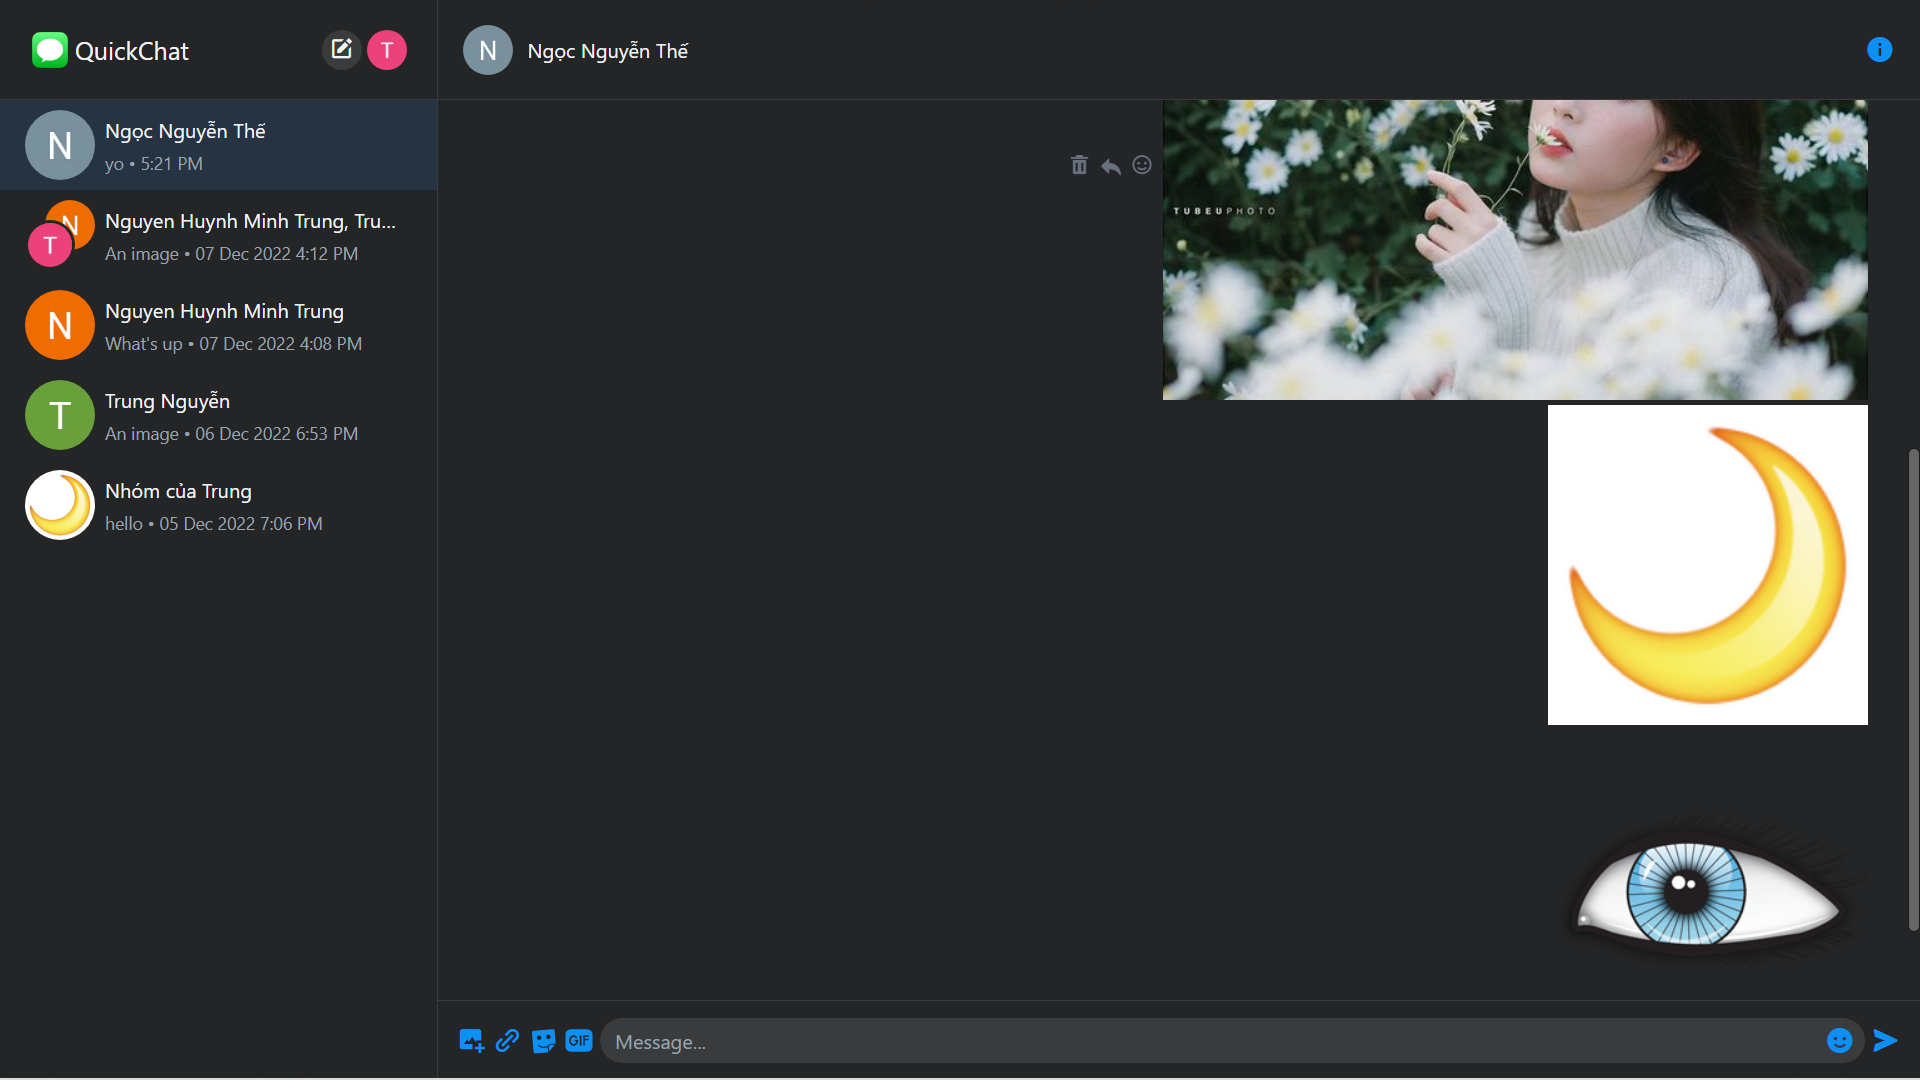 QuickChat
T
N
Ngọc Nguyễn Thế
N
Ngọc Nguyễn Thế
yo • 5:21 PM
N
T
Nguyen Huynh Minh Trung, Tru...
An image • 07 Dec 2022 4:12 PM
N
Nguyen Huynh Minh Trung
What's up • 07 Dec 2022 4:08 PM
T
Trung Nguyễn
An image • 06 Dec 2022 6:53 PM
Nhóm của Trung
hello • 05 Dec 2022 7:06 PM
TUBEUPHOTO
GIF
Message...